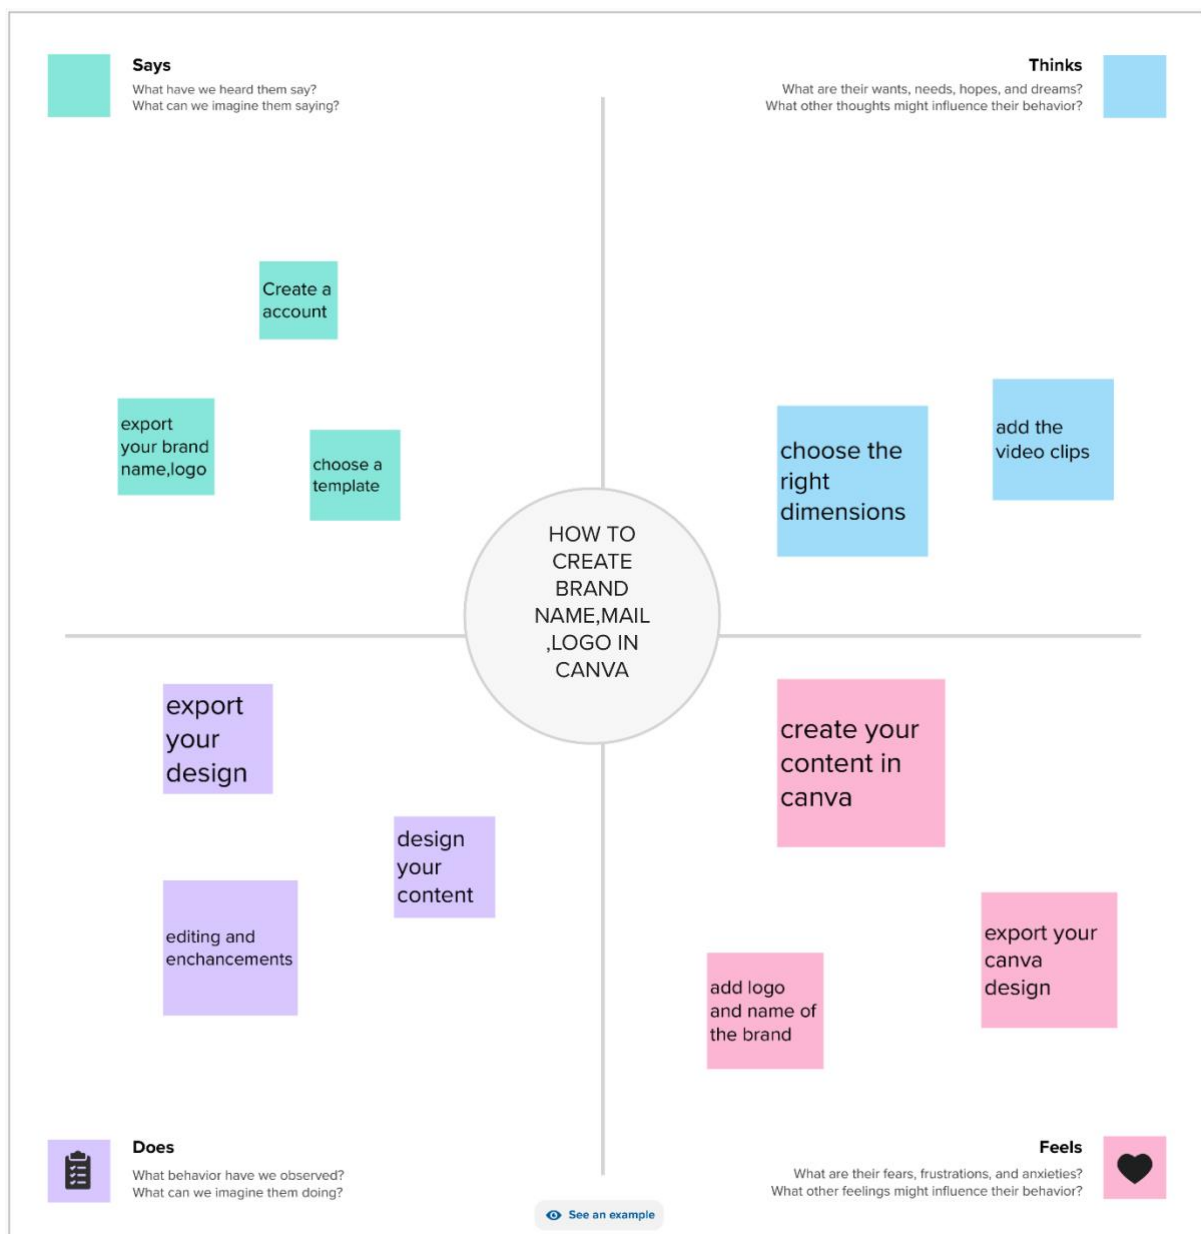 Says
What have we heard them say?
What can we imagine them saying?
Thinks
What are their wants, needs, hopes, and dreams?
What other thoughts might influence their behavior?
Create a
account
export
your brand
name,logo
choose a
template
choose the
right
dimensions
add the
video clips
HOW TO
CREATE
BRAND
NAME,MAIL
,LOGO IN
CANVA
export
your
design
design
your
content
editing and
enchancements
create your
content in
canva
add logo
and name of
the brand
export your
canva
design
Does
What behavior have we observed?
What can we imagine them doing?
Feels
What are their fears, frustrations, and anxieties?
What other feelings might influence their behavior?
See an example